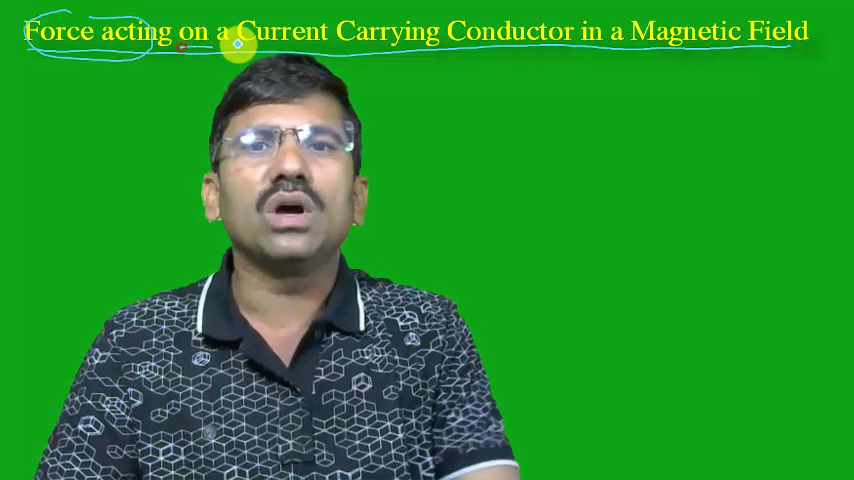 Force acting on a Current Carrying Conductor in a Magnetic Field